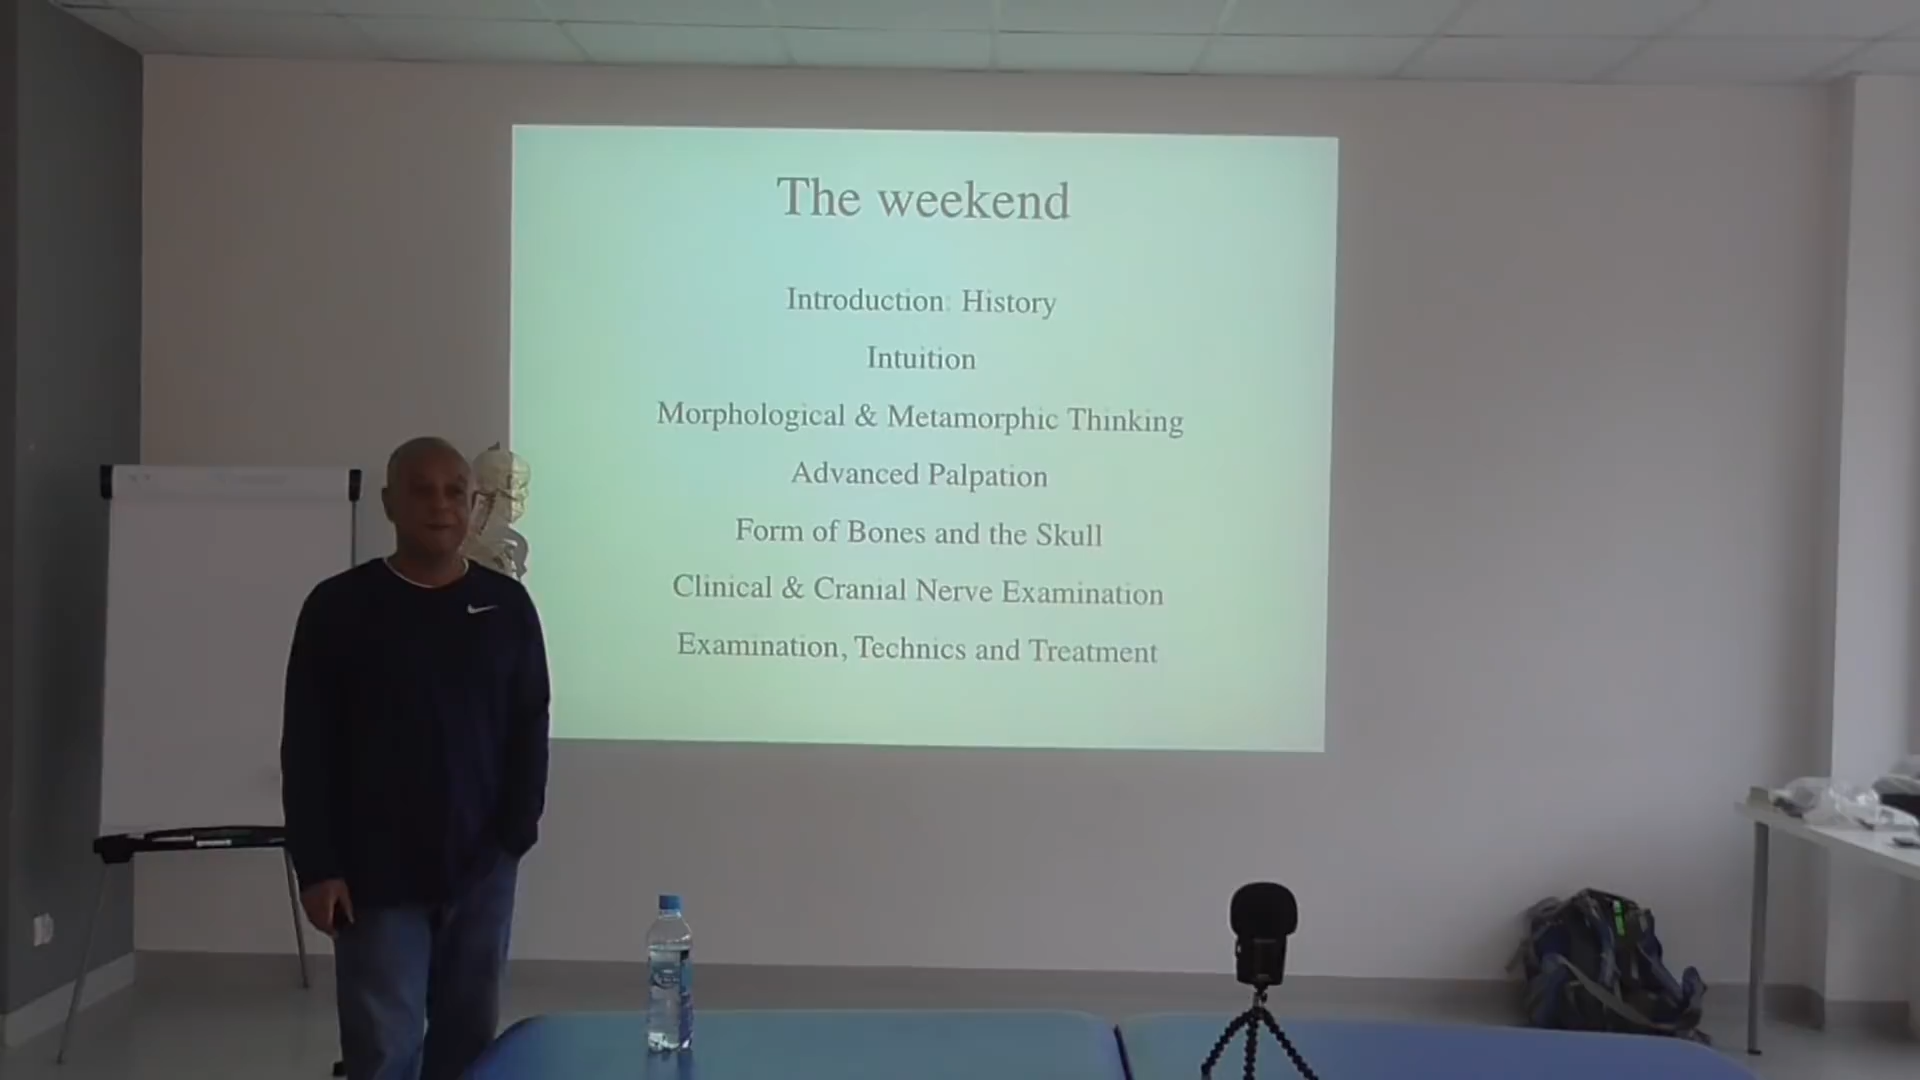 The weekend
Introduction: History
Intuition
Morphological & Metamorphic Thinking
Advanced Palpation
Form of Bones and the Skull
Clinical & Cranial Nerve Examination
Examination, Technics and Treatment